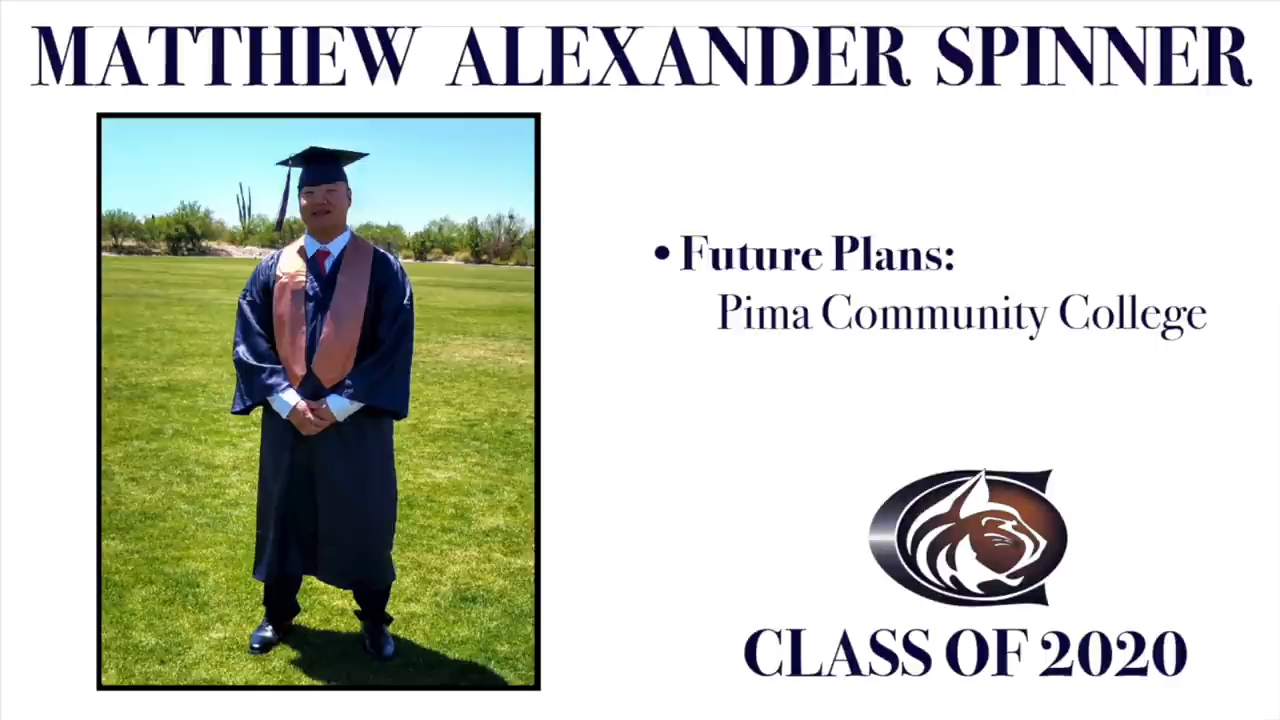 MATTHEW ALEXANDER SPINNER
• Future Plans:
Pima Community College
CLASS OF 2020